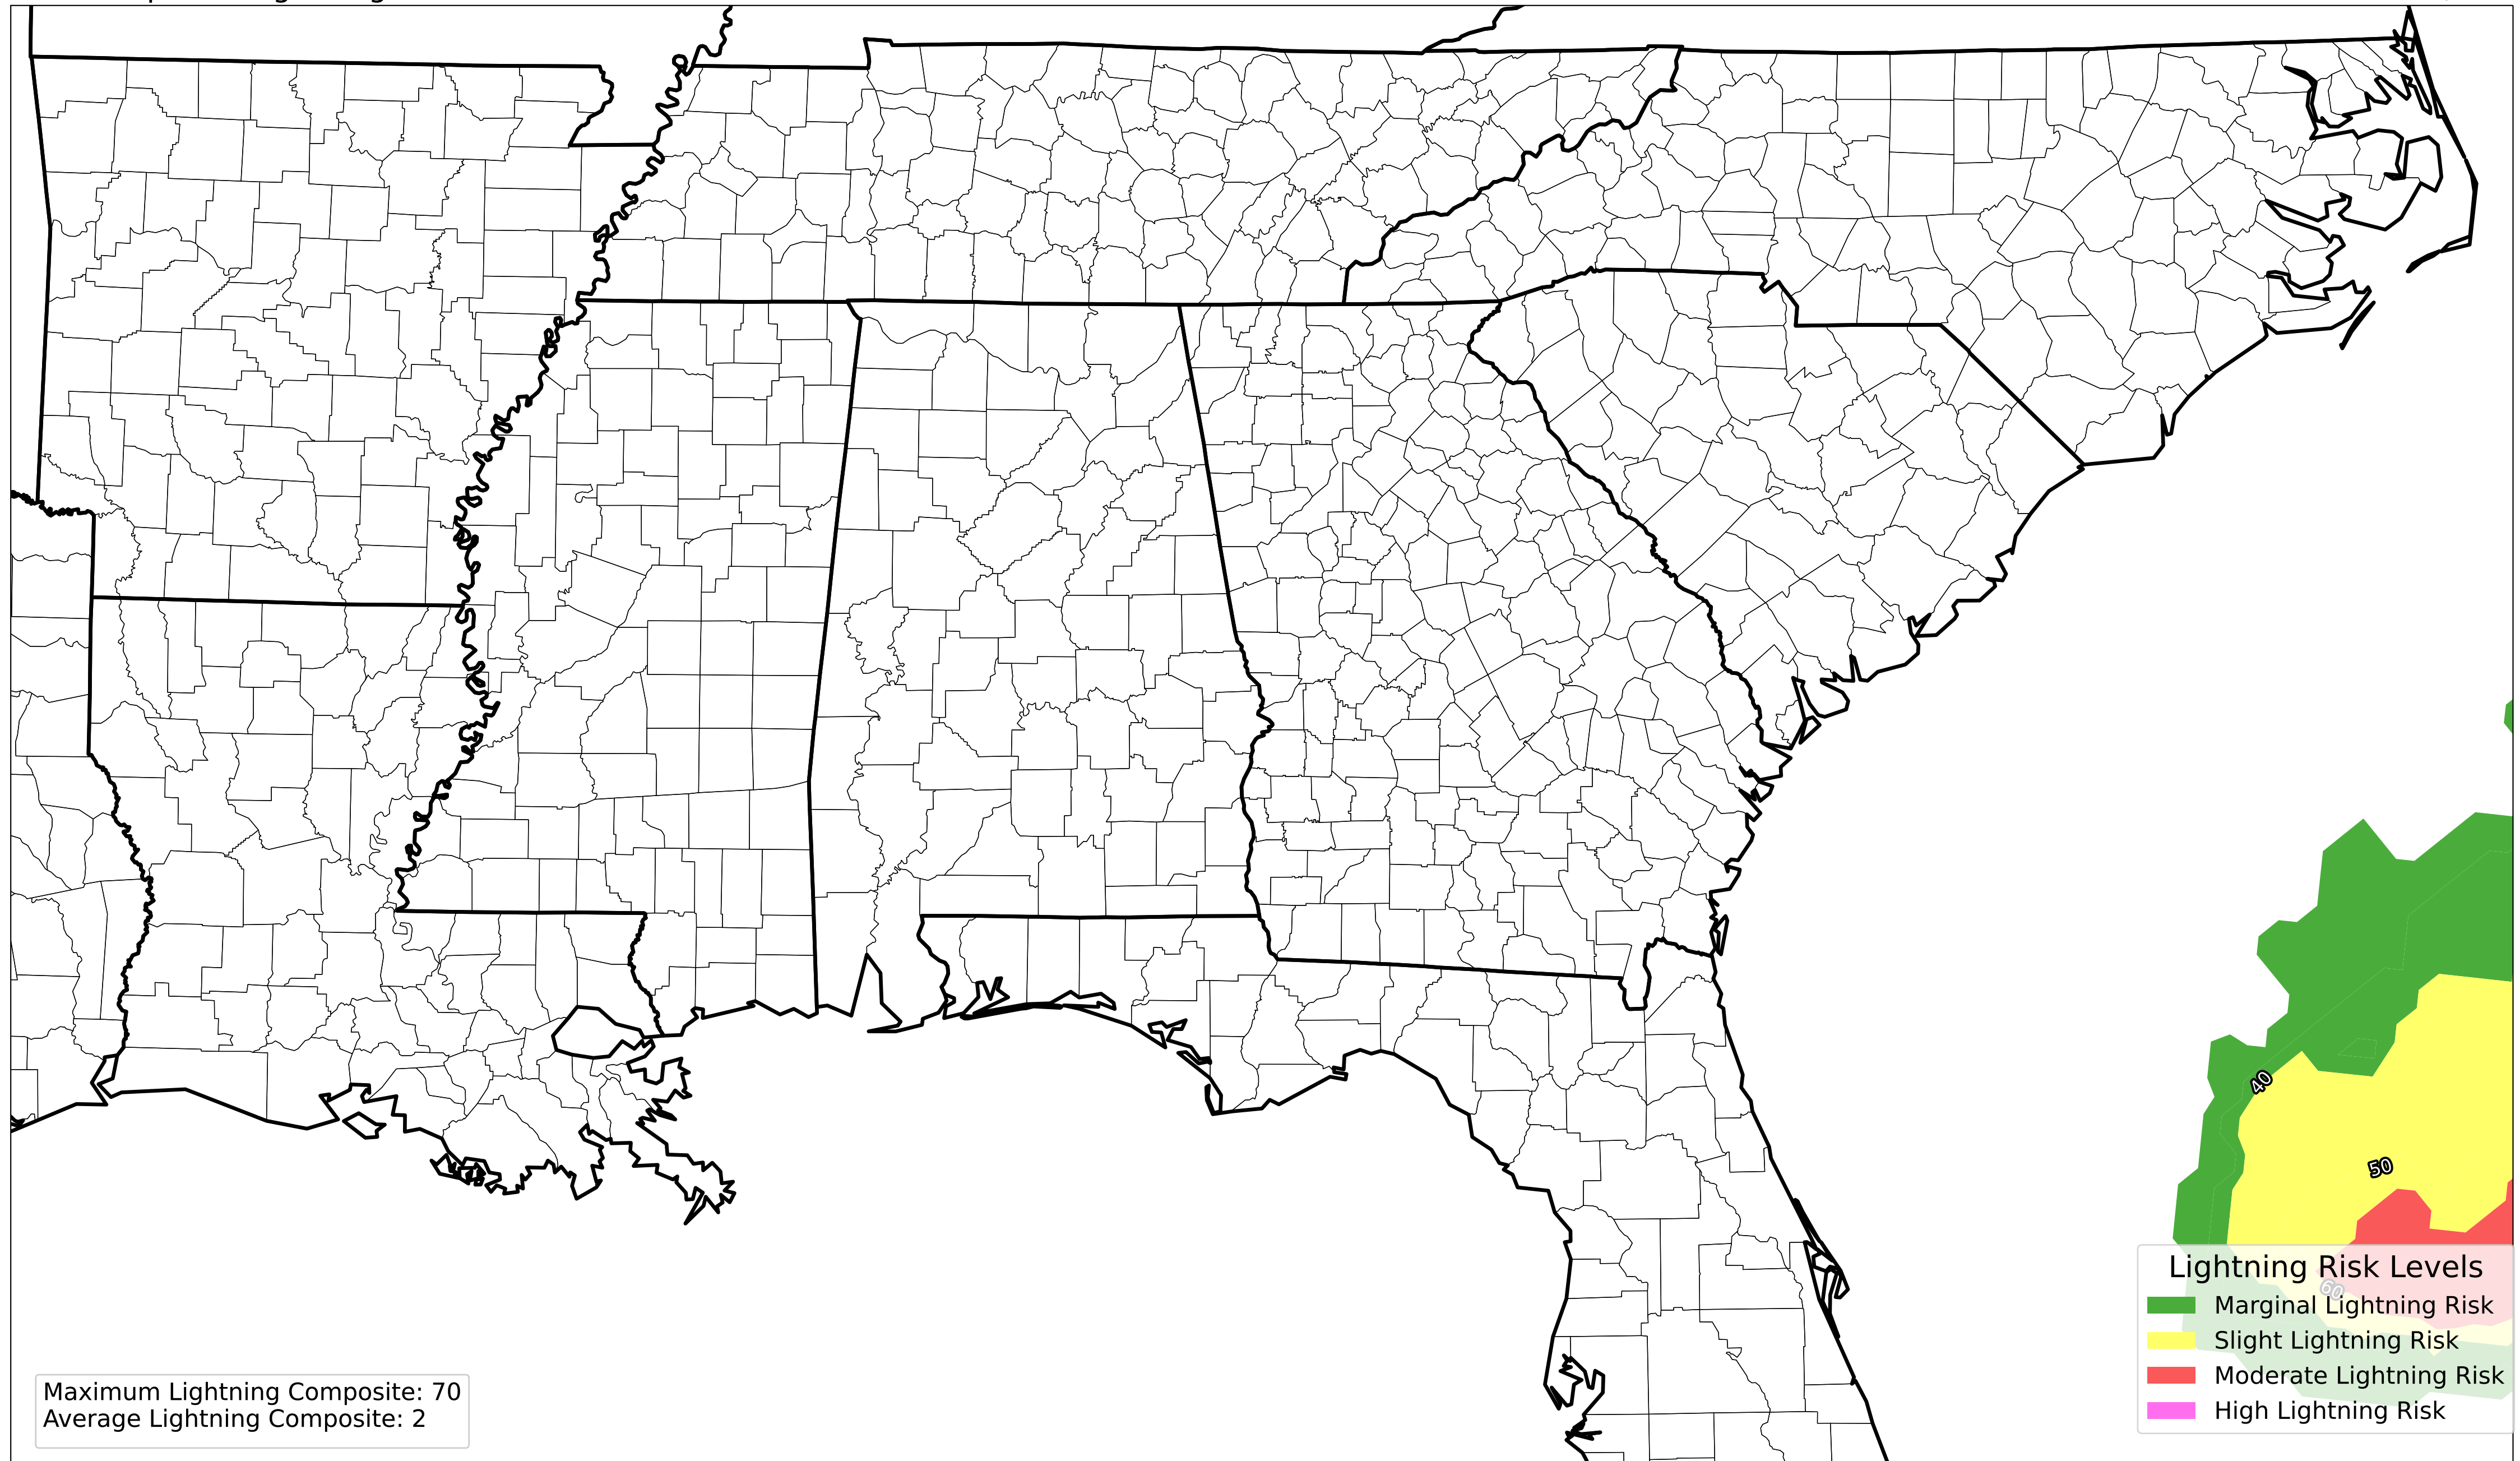 40
50
60
Lightning Risk Levels
Marginal Lightning Risk
Slight Lightning Risk
Moderate Lightning Risk
High Lightning Risk
Maximum Lightning Composite: 70
Average Lightning Composite: 2